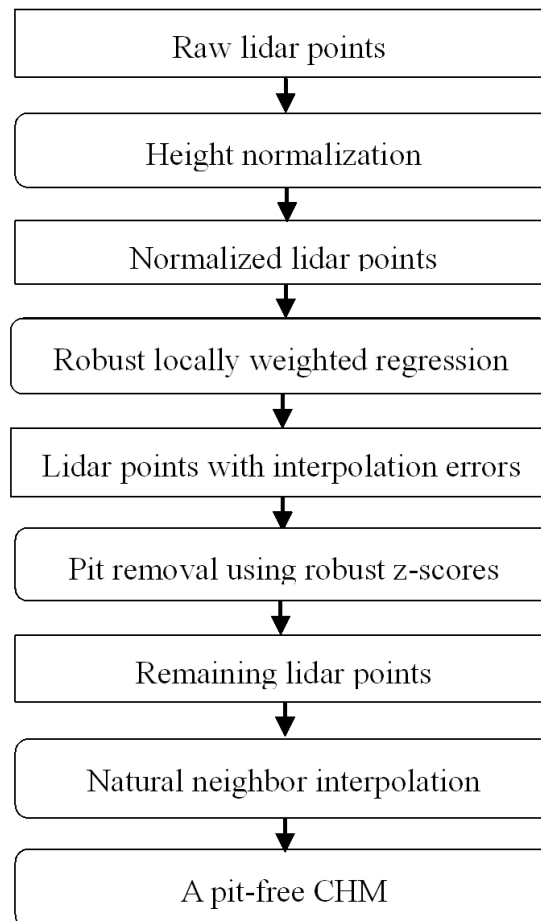 Raw lidar points
Height normalization
Normalized lidar points
Robust locally weighted regression
Lidar points with interpolation errors
Pit removal using robust z-scores
Remaining lidar points
Natural neighbor interpolation
A pit-free CHM